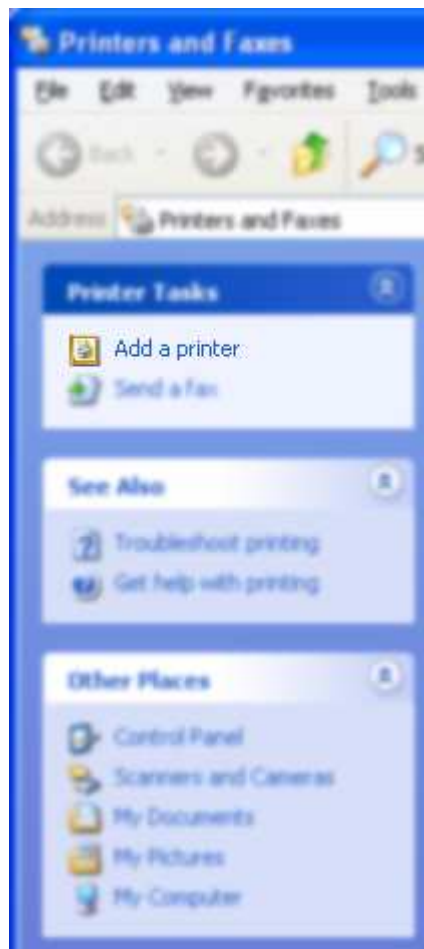 Printers and Faxes
File Edit View Favorites Tools
Back
Address Printers and Faxes
Printer Tasks
Add a printer
Send a fax
See Also
Troubleshoot printing
Get help with printing
Other Places
Control Panel
Scanners and Cameras
My Documents
My Pictures
My Computer